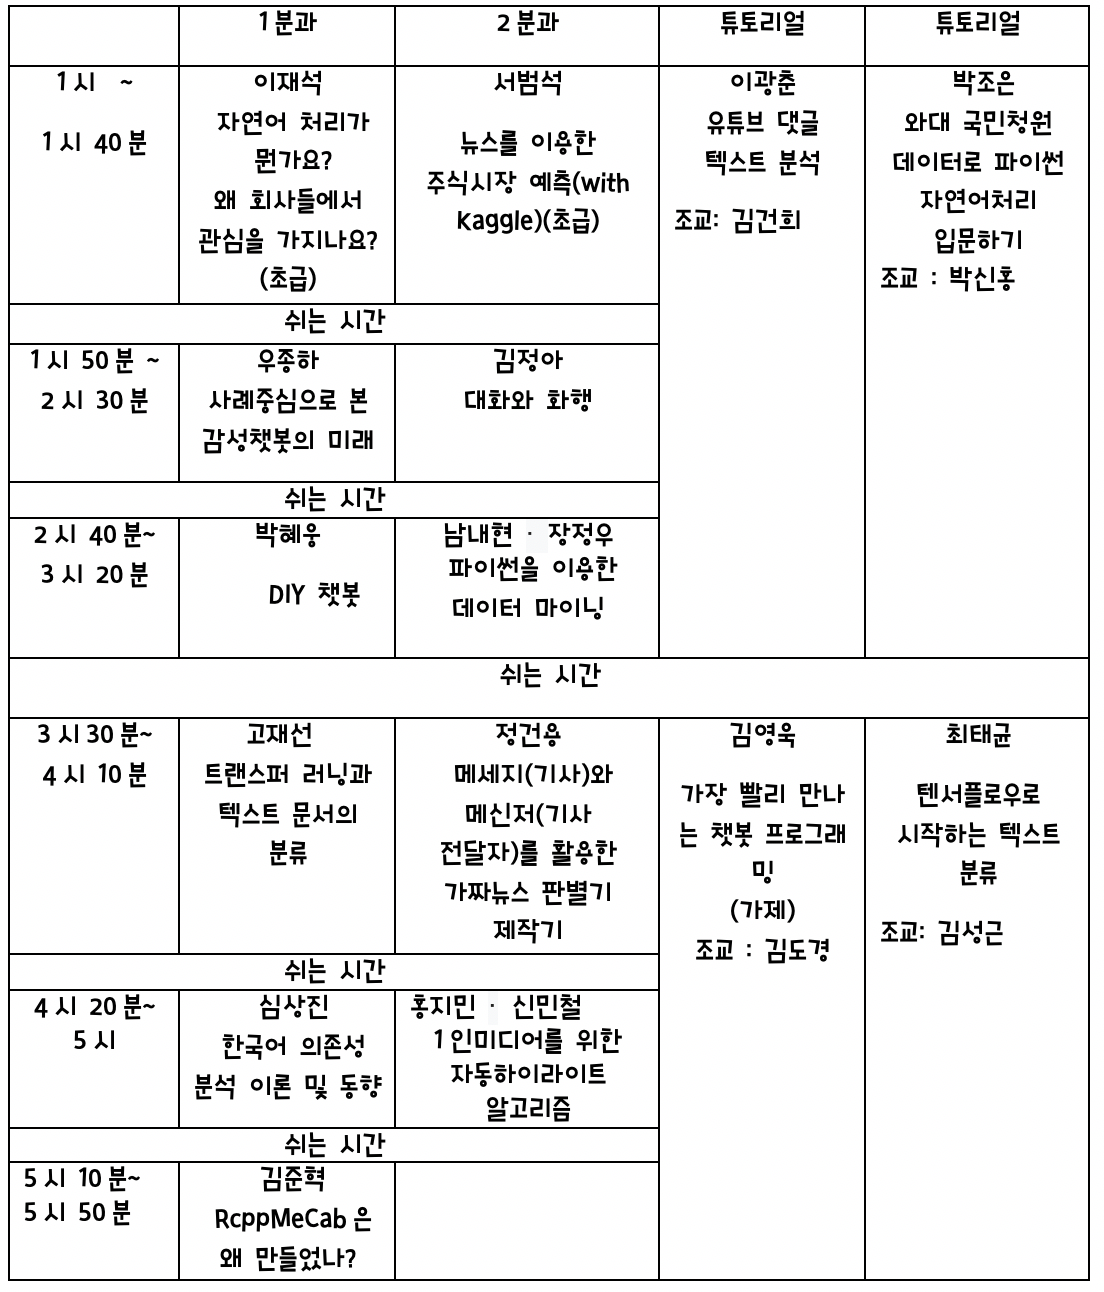 1분과
2 분과
튜토리얼
튜토리얼
1시 ~
1시 40분
이재석
자연어 처리가
뭔가요?
왜 회사들에서
관심을 가지나요?
(초급)
서범석
뉴스를 이용한
주식시장 예측(with
Kaggle)(초급)
이광춘
유튜브 댓글
텍스트 분석
조교: 김건희
박조은
와대 국민청원
데이터로 파이썬
자연어처리
입문하기
조교 : 박신홍
쉬는 시간
1시 50분 ~
2시 30분
우종하
사례중심으로 본
감성챗봇의 미래
김정아
대화와 화행
쉬는 시간
2시 40분~
3시 20분
박혜웅
DIY 챗봇
남내현 · 장정우
파이썬을 이용한
데이터 마이닝
쉬는 시간
3시30분~
4시 10분
고재선
트랜스퍼 러닝과
텍스트 문서의
분류
정건용
메세지(기사)와
메신저(기사
전달자)를 활용한
가짜뉴스 판별기
제작기
김영욱
가장 빨리 만나
는 챗봇 프로그래
밍
(가제)
조교 : 김도경
최태균
텐서플로우로
시작하는 텍스트
분류
조교: 김성근
쉬는 시간
4시 20분~
5시
심상진
한국어 의존성
분석 이론 및 동향
홍지민 · 신민철
1인미디어를 위한
자동하이라이트
알고리즘
쉬는 시간
5시 10분~
5시 50분
김준혁
RcppMeCab은
왜 만들었나?